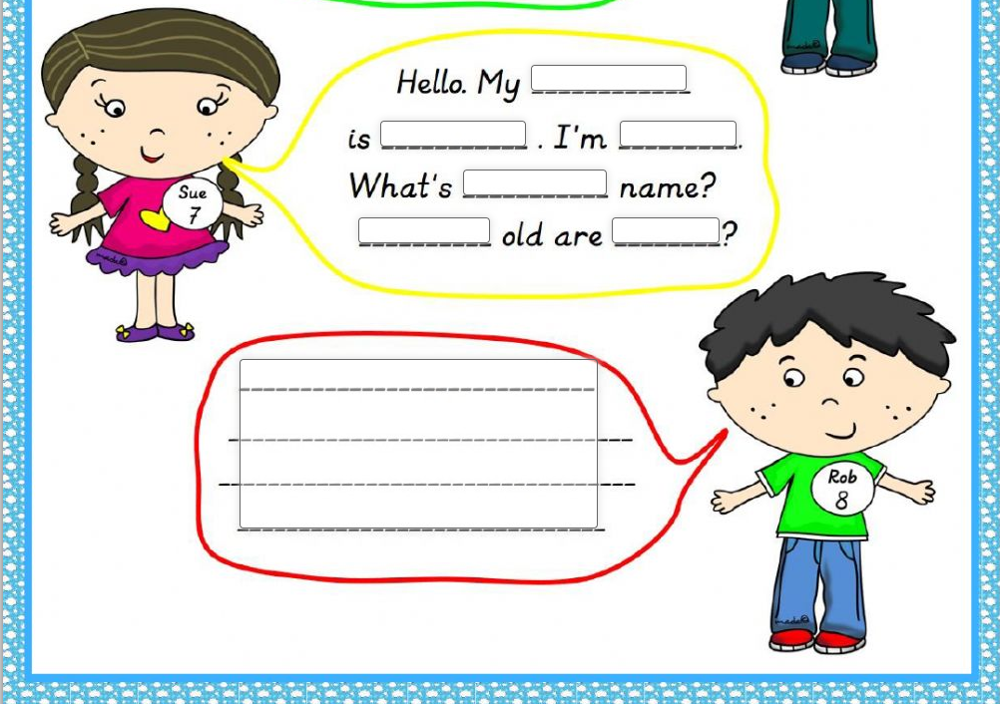 Hello. My
is . I'm .
What's name?
old are ?
Sue
7
Rob
8